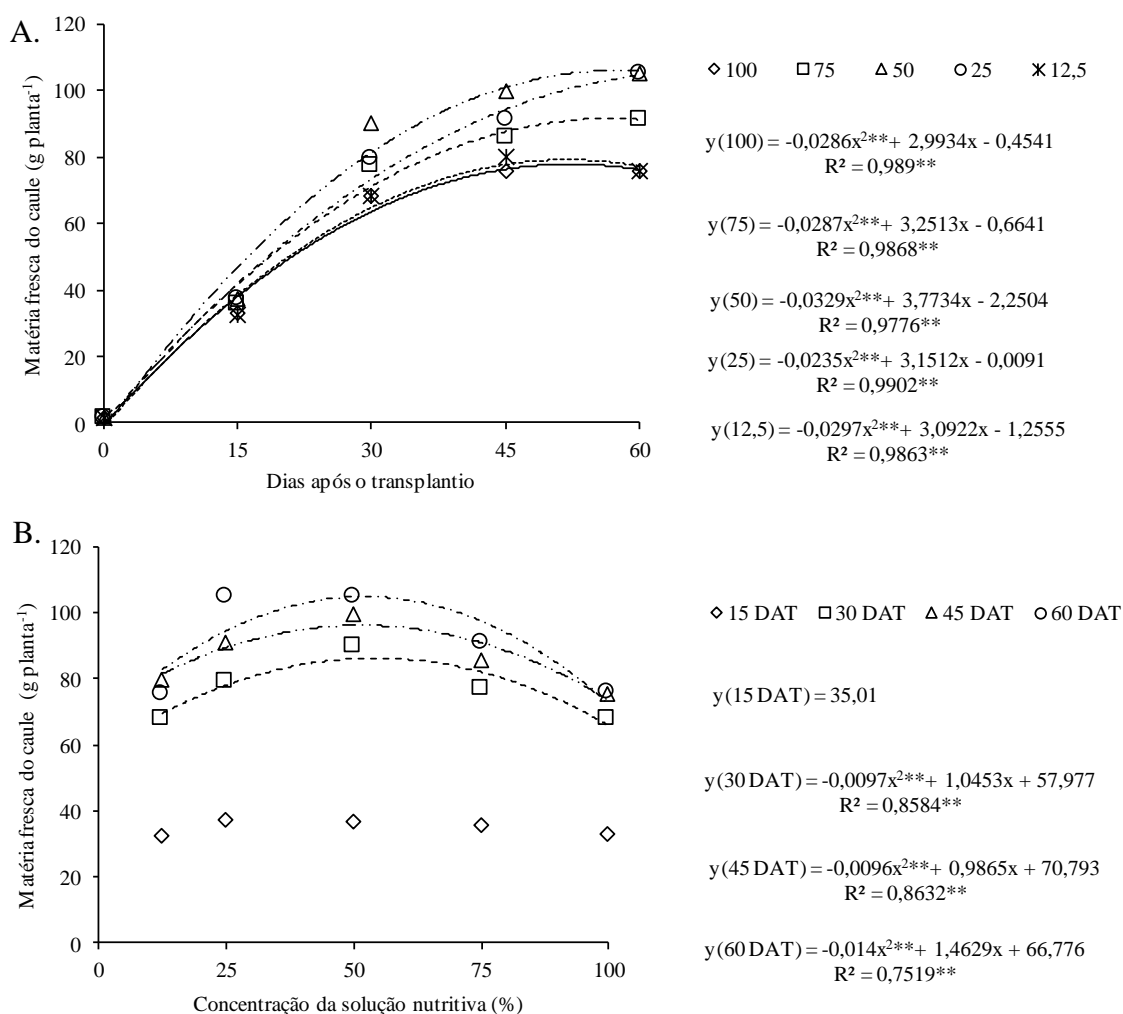 A.
120
100
80
60
40
20
0
Matéria fresca do caule (g planta-1)
0 15 30 45 60
Dias após o transplantio
100 75 50 25 12,5
y(100) = -0,0286x2** + 2,9934x - 0,4541
R² = 0,989**
y(75) = -0,0287x2** + 3,2513x - 0,6641
R² = 0,9868**
y(50) = -0,0329x2** + 3,7734x - 2,2504
R² = 0,9776**
y(25) = -0,0235x2** + 3,1512x - 0,0091
R² = 0,9902**
y(12,5) = -0,0297x2** + 3,0922x - 1,2555
R² = 0,9863**
B.
120
100
80
60
40
20
0
Matéria fresca do caule (g planta-1)
0 25 50 75 100
Concentração da solução nutritiva (%)
15 DAT 30 DAT 45 DAT 60 DAT
y(15 DAT) = 35,01
y(30 DAT) = -0,0097x2** + 1,0453x + 57,977
R² = 0,8584**
y(45 DAT) = -0,0096x2** + 0,9865x + 70,793
R² = 0,8632**
y(60 DAT) = -0,014x2** + 1,4629x + 66,776
R² = 0,7519**